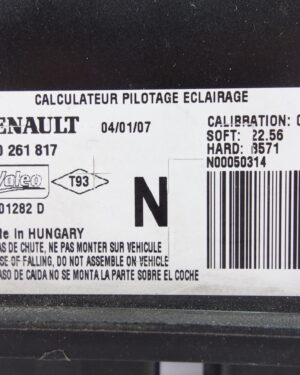 CALCULATEUR PILOTAGE ECLAIRAGE
ENAULT 04/01/07
261 817
CALIBRATION:
SOFT: 22.56
HARD: 8571
N00050314
Valeo
T93
01282 D
N
de in HUNGARY
AS DE CHUTE, NE PAS MONTER SUR VEHICULE
SE OF FALLING, DO NOT ASSEMBLE ON VEHICLE
ASO DE CAIDA NO SE MONTA LA PARTE SOBRE EL COCHE